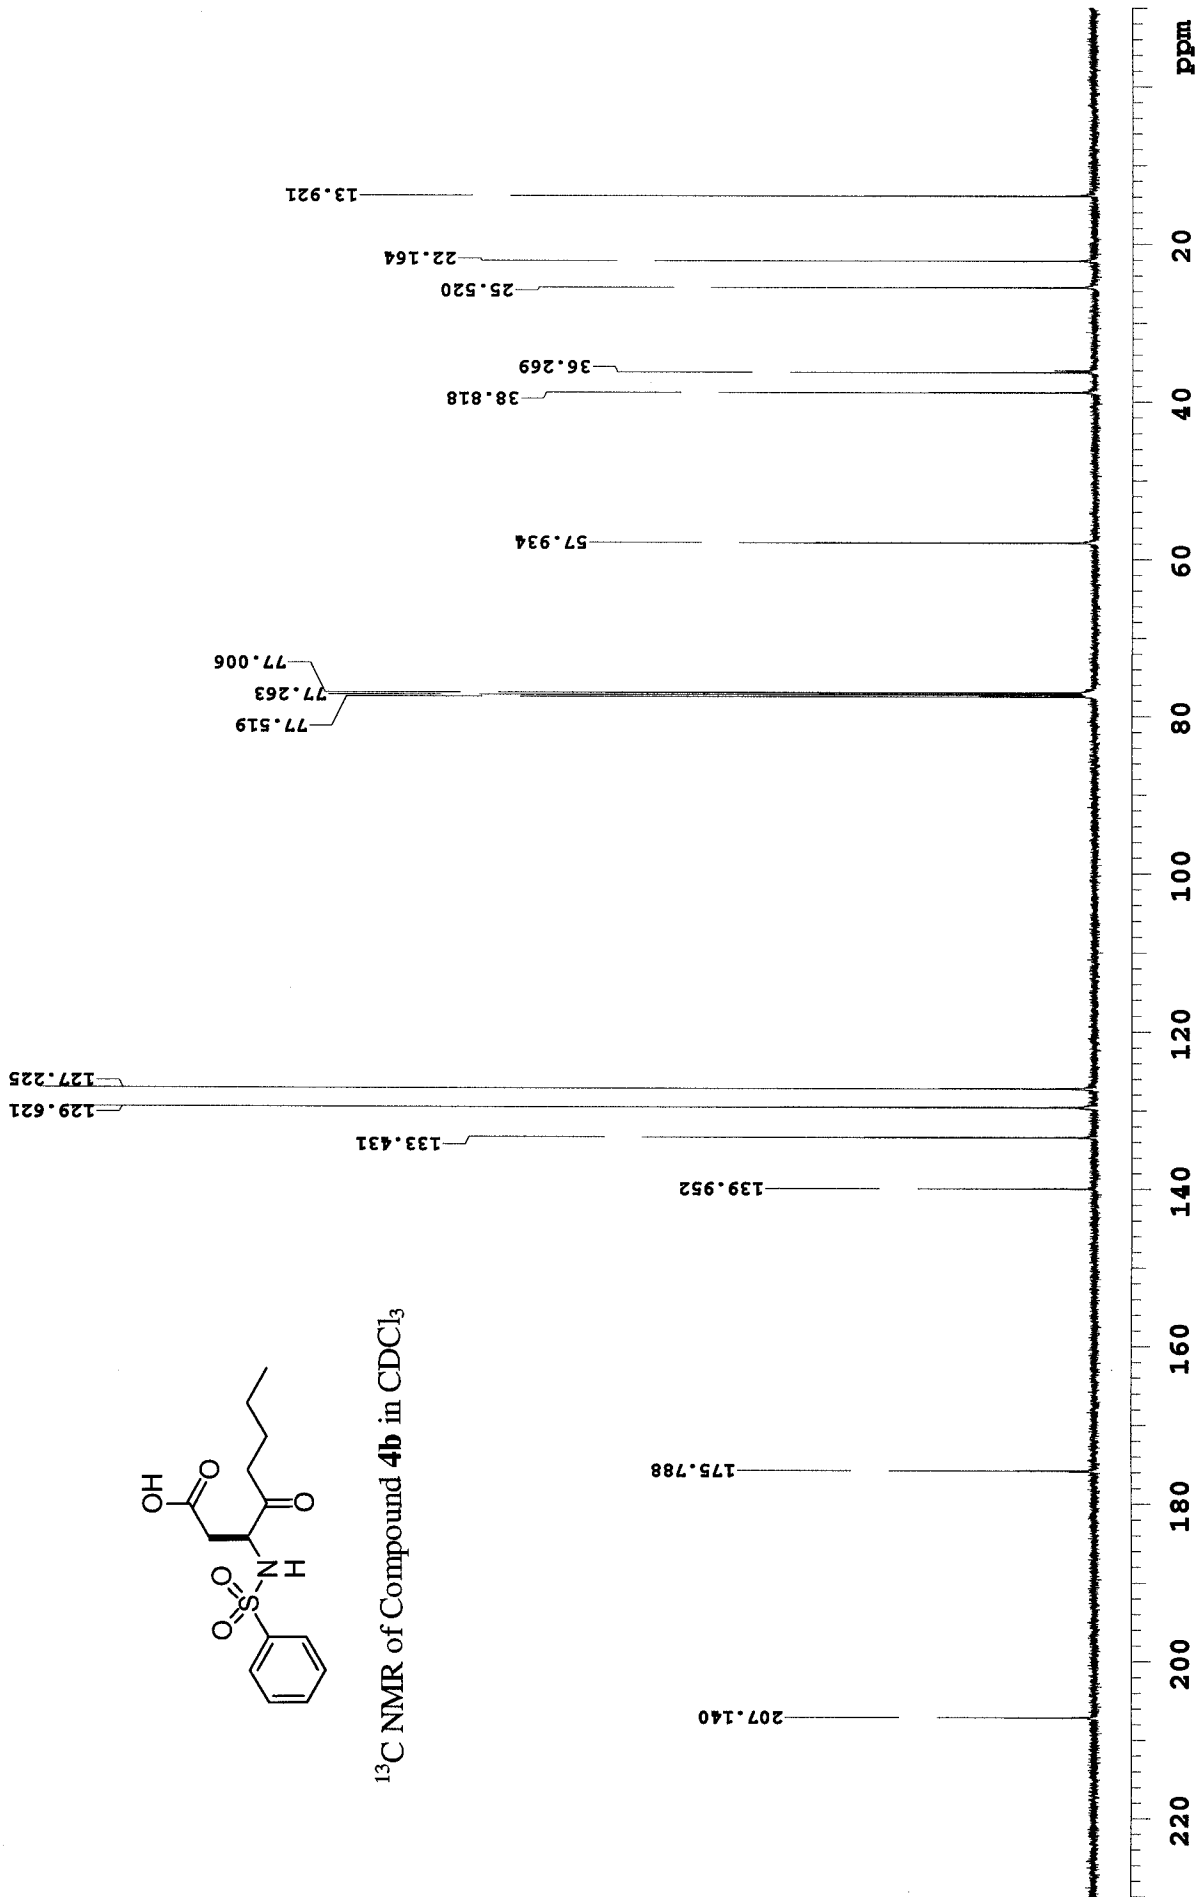 207.140
175.788
139.952
133.431
129.621
127.225
77.519
77.263
77.006
57.934
38.818
36.269
25.520
22.164
13.921
OH
O
O
O
O
S
N
H
¹³C NMR of Compound 4b in CDCl₃
220
200
180
160
140
120
100
80
60
40
20
ppm